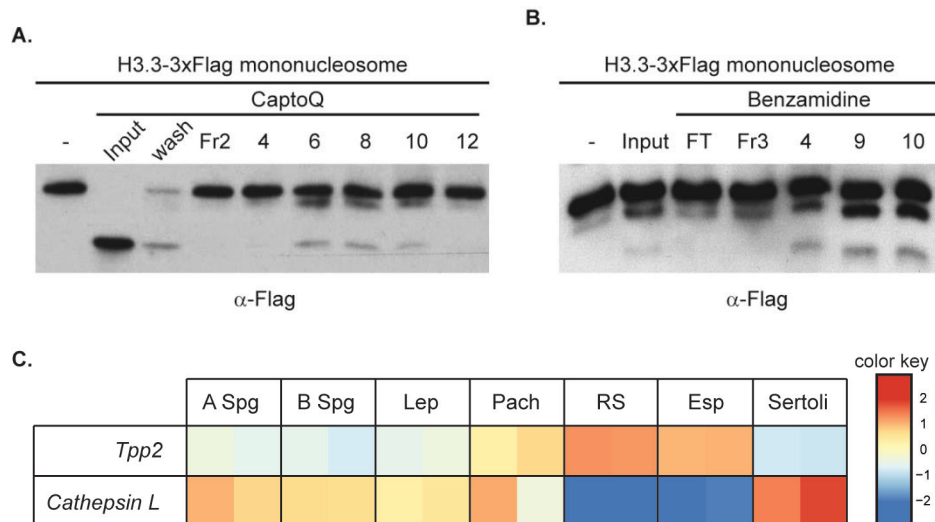 A.
H3.3-3xFlag mononucleosome
CaptoQ
- Input wash Fr2 4 6 8 10 12
α-Flag
B.
H3.3-3xFlag mononucleosome
Benzamidine
- Input FT Fr3 4 9 10
α-Flag
C.
color key
A Spg B Spg Lep Pach RS Esp Sertoli
Tpp2
Cathepsin L
2
1
0
-1
-2